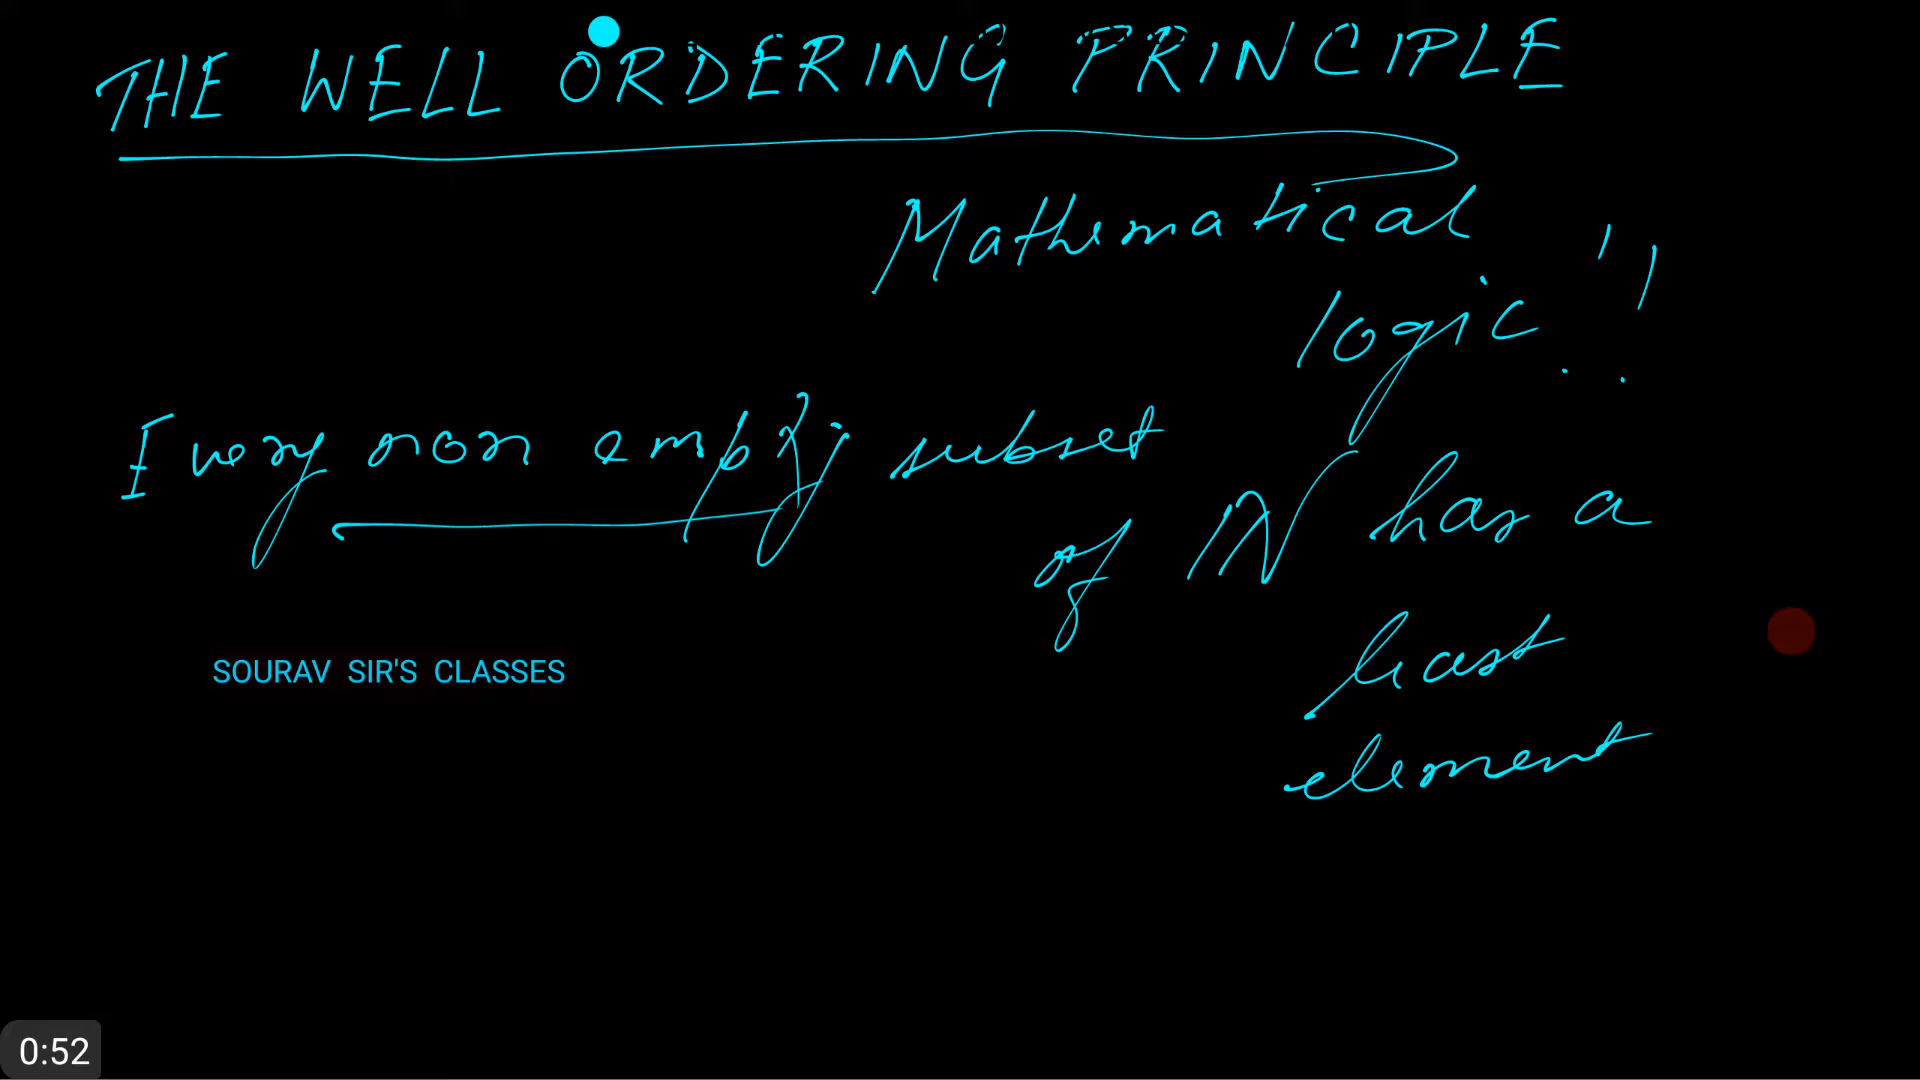 THE WELL ORDERING PRINCIPLE
Mathematical
logic !!
Every non empty subset
of IN has a
least
element
SOURAV SIR'S CLASSES
0:52